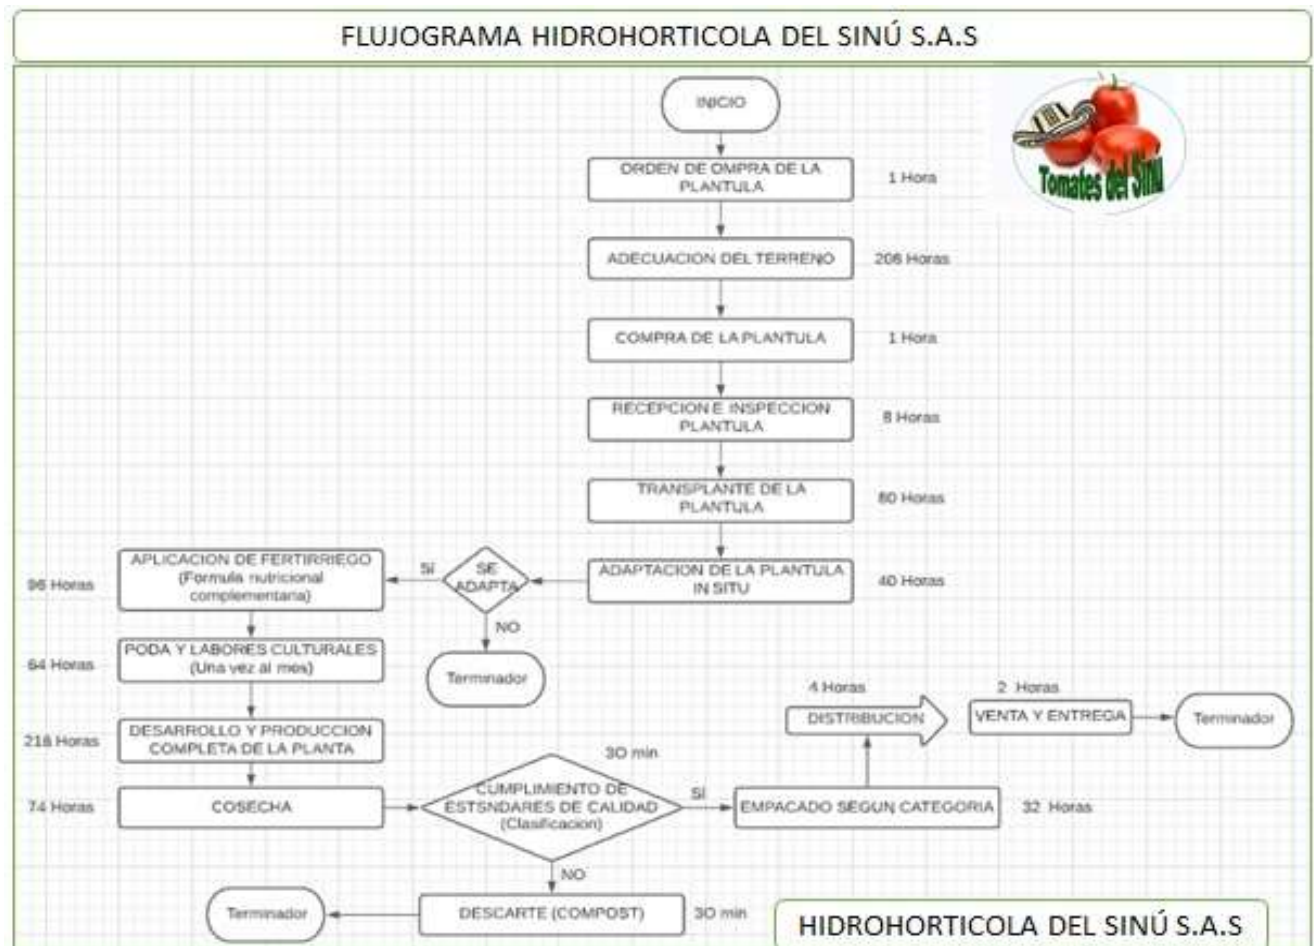 FLUJOGRAMA HIDROHORTICOLA DEL SINÚ S.A.S
INICIO
Tomates del Sinú
ORDEN DE OMPRA DE LA
PLANTULA
1 Hora
ADECUACION DEL TERRENO
208 Horas
COMPRA DE LA PLANTULA
1 Hora
RECEPCION E INSPECCION
PLANTULA
8 Horas
TRANSPLANTE DE LA
PLANTULA
80 Horas
ADAPTACION DE LA PLANTULA
IN SITU
40 Horas
SE
ADAPTA
SI
NO
Terminador
APLICACION DE FERTIRRIEGO
(Formula nutricional
complementaria)
96 Horas
PODA Y LABORES CULTURALES
(Una vez al mes)
64 Horas
DESARROLLO Y PRODUCCION
COMPLETA DE LA PLANTA
216 Horas
COSECHA
74 Horas
30 min
CUMPLIMIENTO DE
ESTSNDARES DE CALIDAD
(Clasificacion)
SI
EMPACADO SEGUN CATEGORIA
32 Horas
4 Horas
DISTRIBUCION
2 Horas
VENTA Y ENTREGA
Terminador
NO
DESCARTE (COMPOST)
30 min
Terminador
HIDROHORTICOLA DEL SINÚ S.A.S